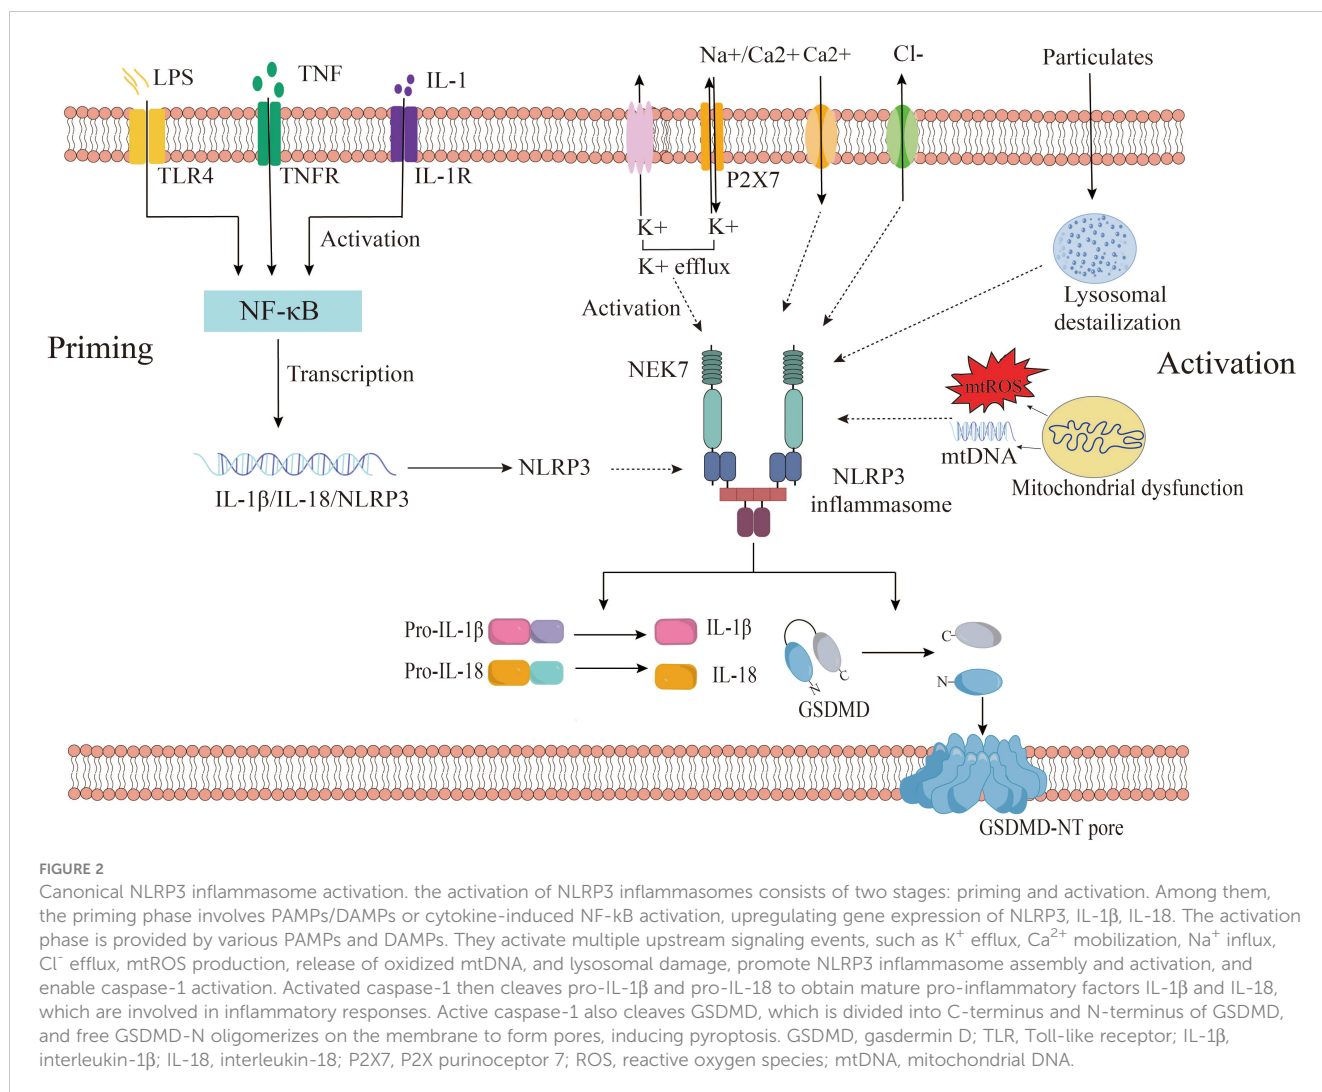 LPS
TNF
IL-1
Na+/Ca2+
Ca2+
Cl-
Particulates
TLR4
TNFR
IL-1R
P2X7
Activation
K+
K+
K+ efflux
Activation
NF-κB
Lysosomal
destailization
Priming
Transcription
NEK7
Activation
mtROS
mtDNA
Mitochondrial dysfunction
IL-1β/IL-18/NLRP3
NLRP3
NLRP3
inflammasome
Pro-IL-1β
IL-1β
Pro-IL-18
IL-18
N
C
GSDMD
C
N
GSDMD-NT pore
FIGURE 2
Canonical NLRP3 inflammasome activation. the activation of NLRP3 inflammasomes consists of two stages: priming and activation. Among them,
the priming phase involves PAMPs/DAMPs or cytokine-induced NF-kB activation, upregulating gene expression of NLRP3, IL-1β, IL-18. The activation
phase is provided by various PAMPs and DAMPs. They activate multiple upstream signaling events, such as K⁺ efflux, Ca²⁺ mobilization, Na⁺ influx,
Cl⁻ efflux, mtROS production, release of oxidized mtDNA, and lysosomal damage, promote NLRP3 inflammasome assembly and activation, and
enable caspase-1 activation. Activated caspase-1 then cleaves pro-IL-1β and pro-IL-18 to obtain mature pro-inflammatory factors IL-1β and IL-18,
which are involved in inflammatory responses. Active caspase-1 also cleaves GSDMD, which is divided into C-terminus and N-terminus of GSDMD,
and free GSDMD-N oligomerizes on the membrane to form pores, inducing pyroptosis. GSDMD, gasdermin D; TLR, Toll-like receptor; IL-1β,
interleukin-1β; IL-18, interleukin-18; P2X7, P2X purinoceptor 7; ROS, reactive oxygen species; mtDNA, mitochondrial DNA.